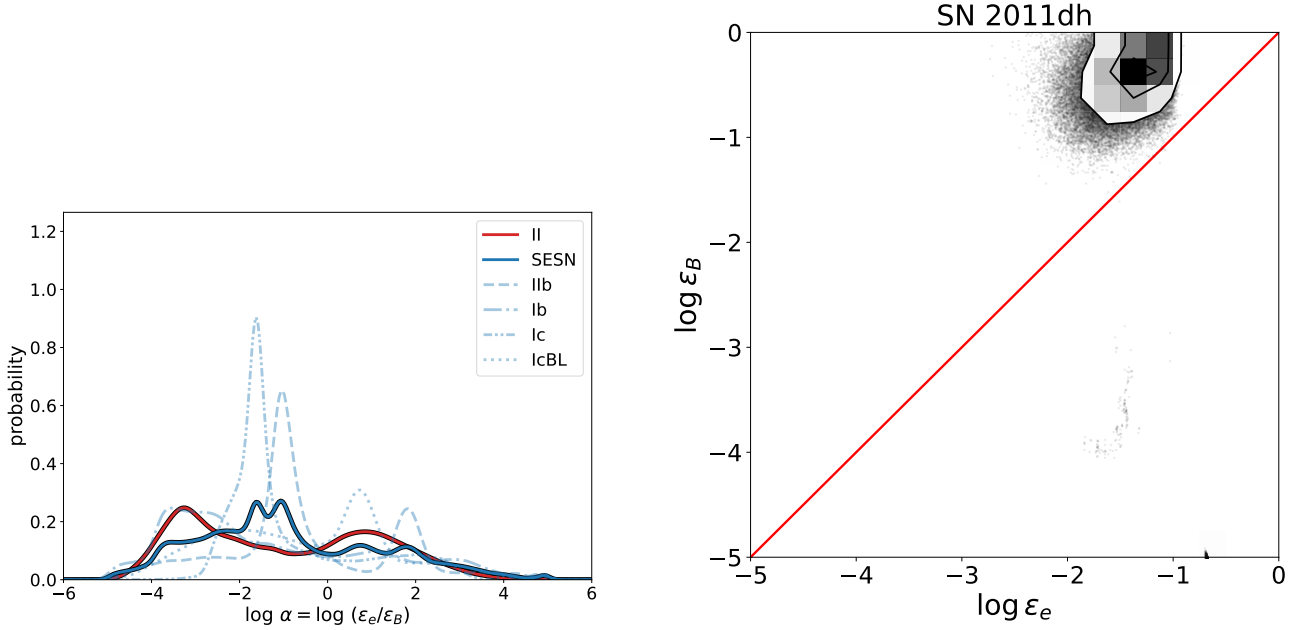 1.2
1.0
0.8
0.6
0.4
0.2
0.0
probability
−6
−4
−2
0
2
4
6
log α = log (ε_e/ε_B)
II
SESN
IIb
Ib
Ic
IcBL
SN 2011dh
0
−1
−2
−3
−4
−5
log ε_B
−5
−4
−3
−2
−1
0
log ε_e